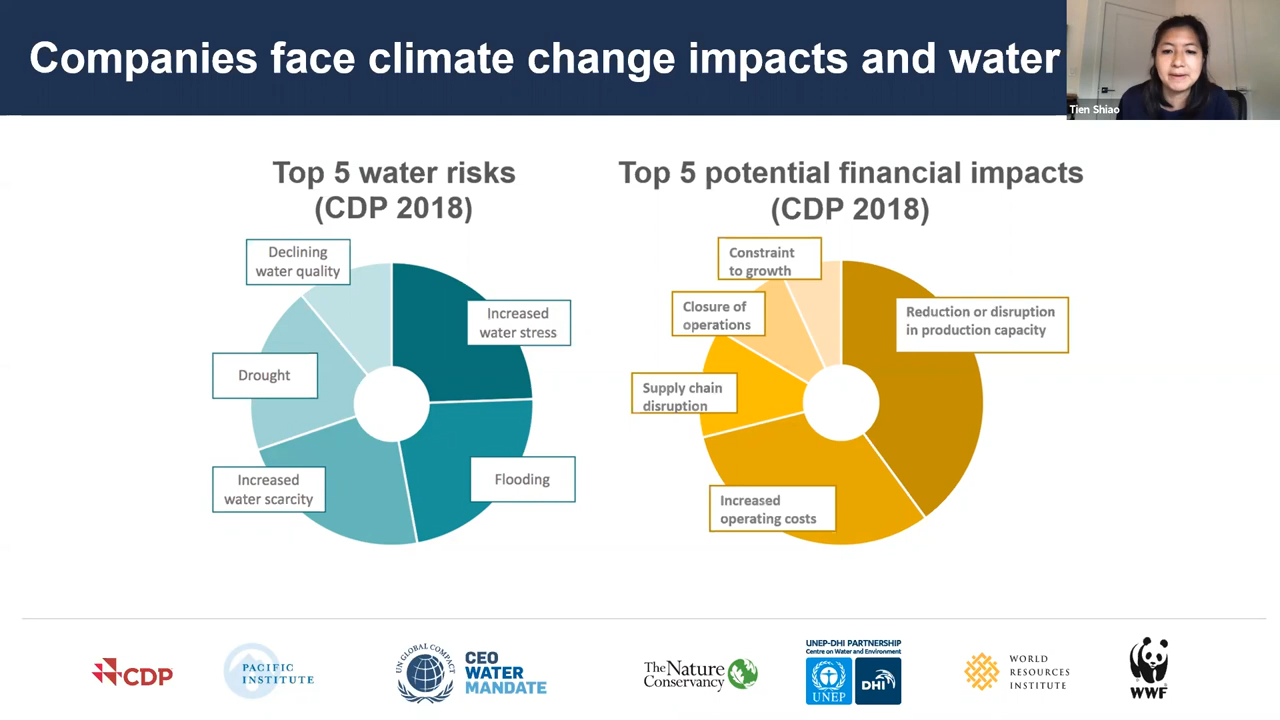 Companies face climate change impacts and water
Tien Shiao
Top 5 water risks
(CDP 2018)
Declining
water quality
Increased
water stress
Drought
Increased
water scarcity
Flooding
Top 5 potential financial impacts
(CDP 2018)
Constraint
to growth
Closure of
operations
Reduction or disruption
in production capacity
Supply chain
disruption
Increased
operating costs
CDP
PACIFIC
INSTITUTE
UN GLOBAL COMPACT
CEO
WATER
MANDATE
The Nature
Conservancy
UNEP-DHI PARTNERSHIP
Centre on Water and Environment
UNEP
DHI
WORLD
RESOURCES
INSTITUTE
WWF